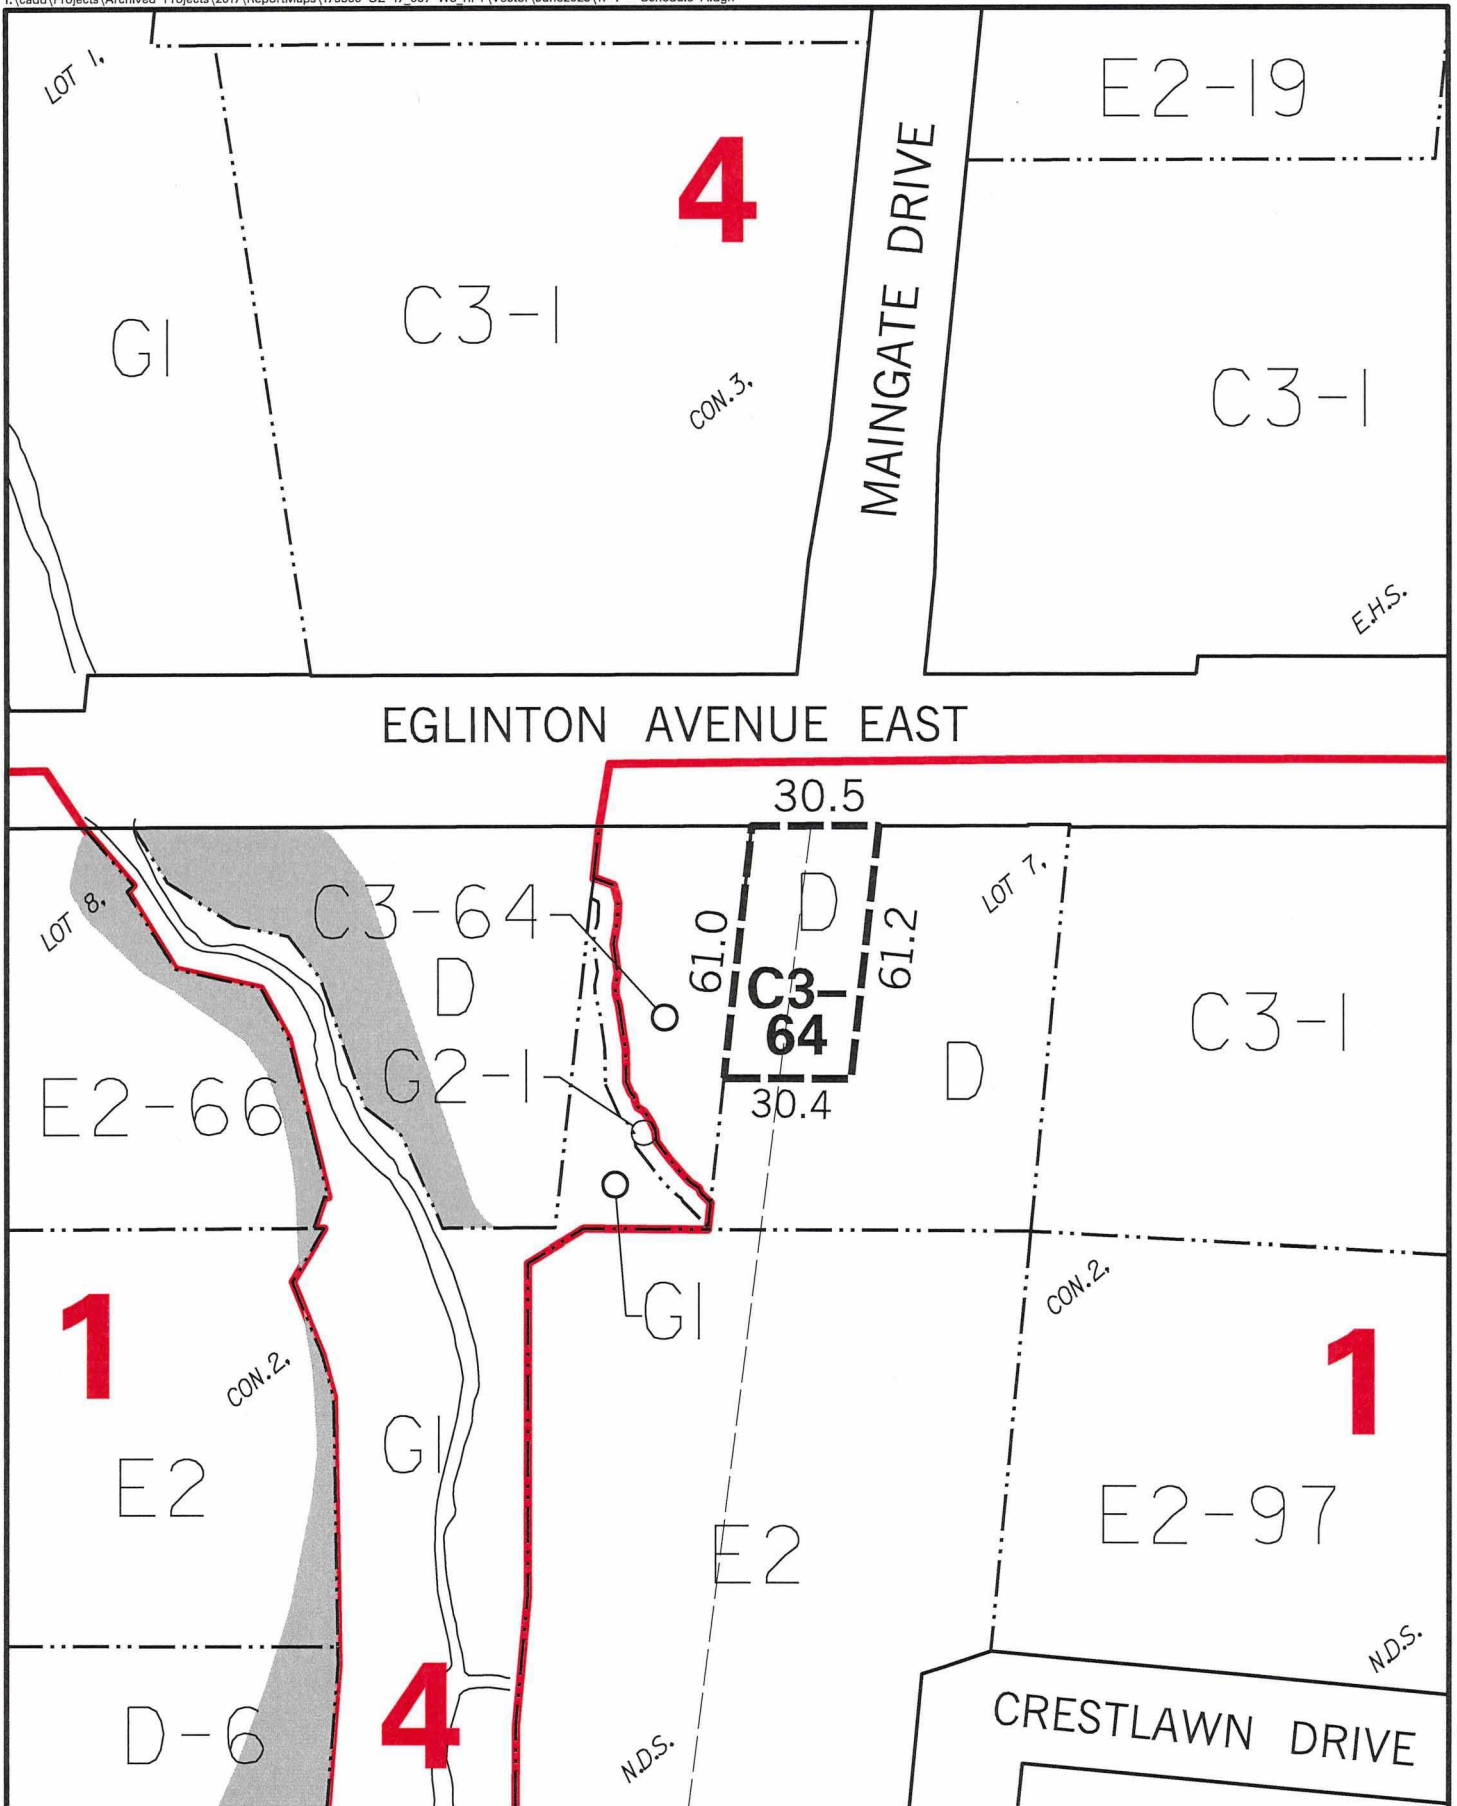 LOT 1,
E2-19
4
MAINGATE DRIVE
C3-1
G1
CON.3,
C3-1
E.H.S.
EGLINTON AVENUE EAST
30.5
LOT 7,
D
C3-64
LOT 8,
61.0
61.2
D
C3-
64
C3-1
G2-1
D
E2-66
30.4
CON.2,
1
G1
1
CON.2,
G1
E2
E2-97
E2
N.D.S.
4
CRESTLAWN DRIVE
D-6
N.D.S.